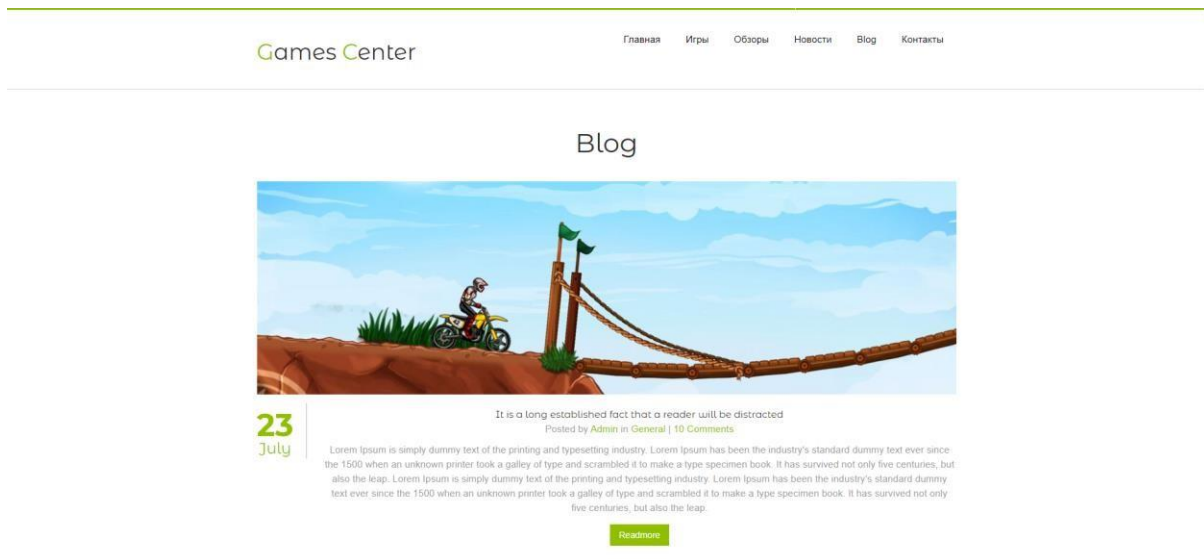 Games Center
Главная Игры Обзоры Новости Blog Контакты
Blog
23
July
It is a long established fact that a reader will be distracted
Posted by Admin in General | 10 Comments
Lorem Ipsum is simply dummy text of the printing and typesetting industry. Lorem Ipsum has been the industry's standard dummy text ever since
the 1500 when an unknown printer took a galley of type and scrambled it to make a type specimen book. It has survived not only five centuries, but
also the leap. Lorem Ipsum is simply dummy text of the printing and typesetting industry. Lorem Ipsum has been the industry's standard dummy
text ever since the 1500 when an unknown printer took a galley of type and scrambled it to make a type specimen book. It has survived not only
five centuries, but also the leap.
Readmore